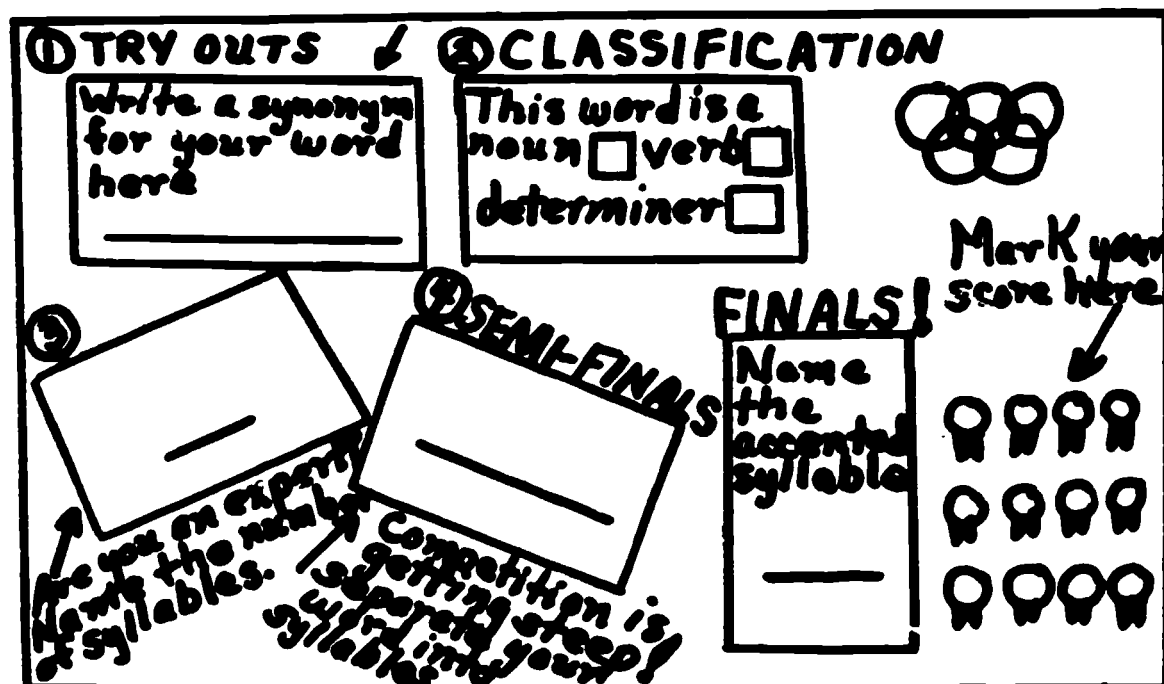 ① TRY OUTS
Write a synonym
for your word
here
② CLASSIFICATION
This word is a
noun verb
determiner
③
Are you an expert?
Name the number
of syllables.
④ SEMI-FINALS
Competition is
getting steep!
separate your
word into
syllables
FINALS!
Name
the
accented
syllable
Mark your
score here